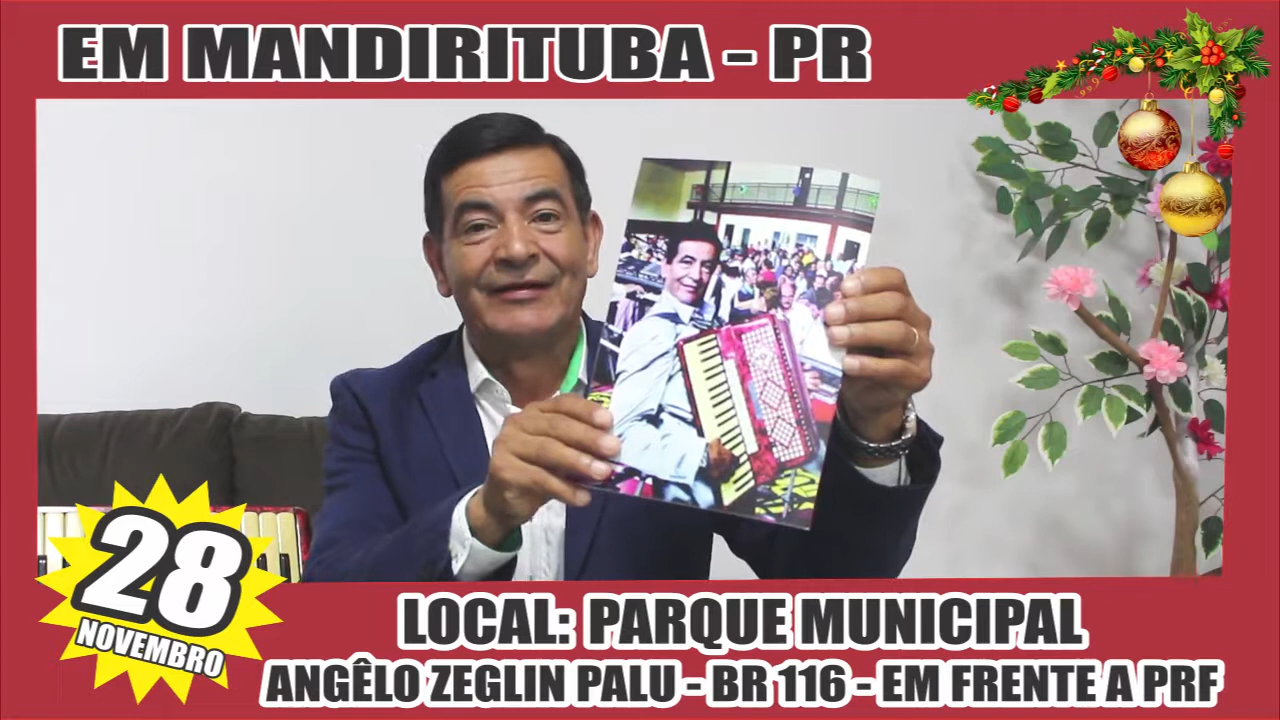 EM MANDIRITUBA - PR
28
NOVEMBRO
LOCAL: PARQUE MUNICIPAL
ANGÊLO ZEGLIN PALU - BR 116 - EM FRENTE A PRF